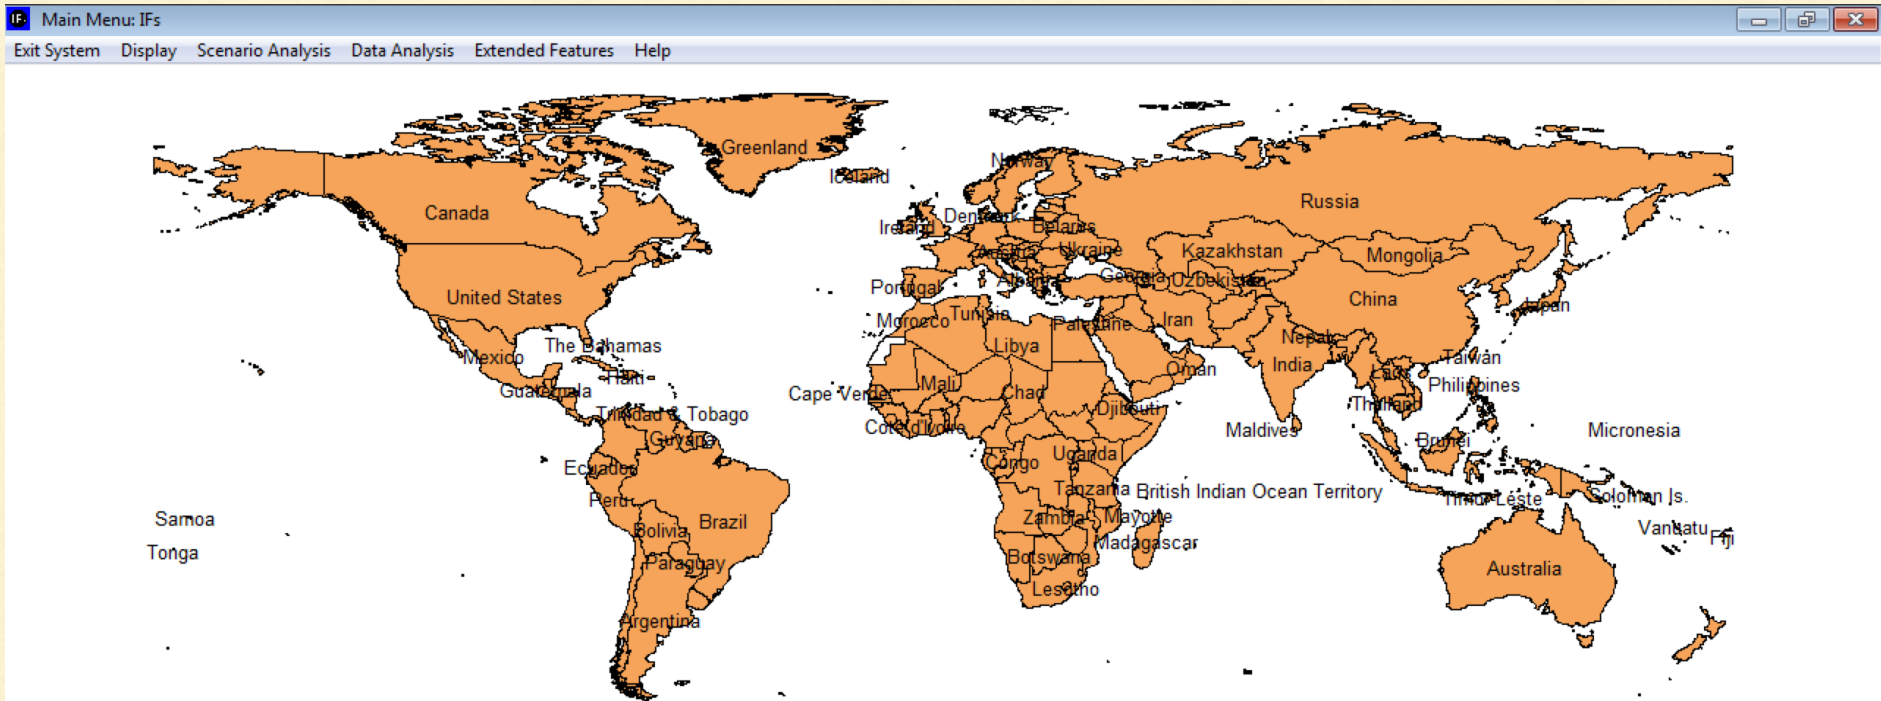 IFs Main Menu: IFs
Exit System Display Scenario Analysis Data Analysis Extended Features Help
Greenland
Norway
Iceland
Russia
Canada
Denmark
Ireland
Belarus
Ukraine
Kazakhstan
Mongolia
Austria
Georgia
Uzbekistan
Albania
Portugal
United States
China
Japan
Morocco
Tunisia
Palestine
Iran
Nepal
The Bahamas
Libya
Mexico
Taiwan
India
Oman
Laos
Haiti
Mali
Philippines
Guatemala
Cape Verde
Chad
Thailand
Djibouti
Trinidad & Tobago
Cote d'Ivoire
Maldives
Micronesia
Guyana
Brunei
Uganda
Congo
Ecuador
Tanzania
British Indian Ocean Territory
Peru
Timor-Leste
Solomon Is.
Samoa
Zambia
Mayotte
Brazil
Bolivia
Vanuatu
Fiji
Madagascar
Tonga
Botswana
Paraguay
Australia
Lesotho
Argentina